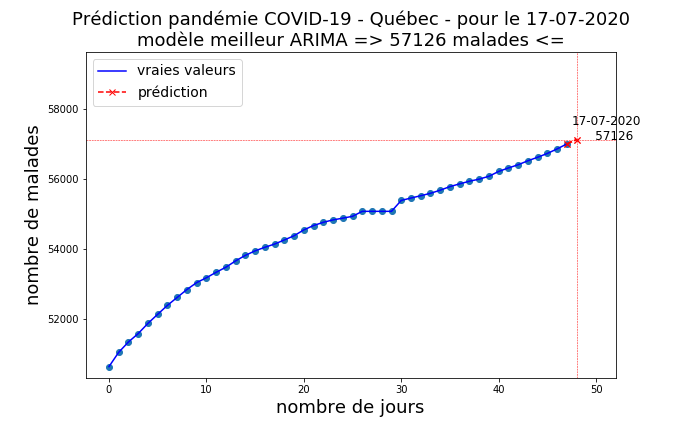 Prédiction pandémie COVID-19 - Québec - pour le 17-07-2020
modèle meilleur ARIMA => 57126 malades <=
vraies valeurs
prédiction
17-07-2020
57126
nombre de malades
58000
56000
54000
52000
0 10 20 30 40 50
nombre de jours